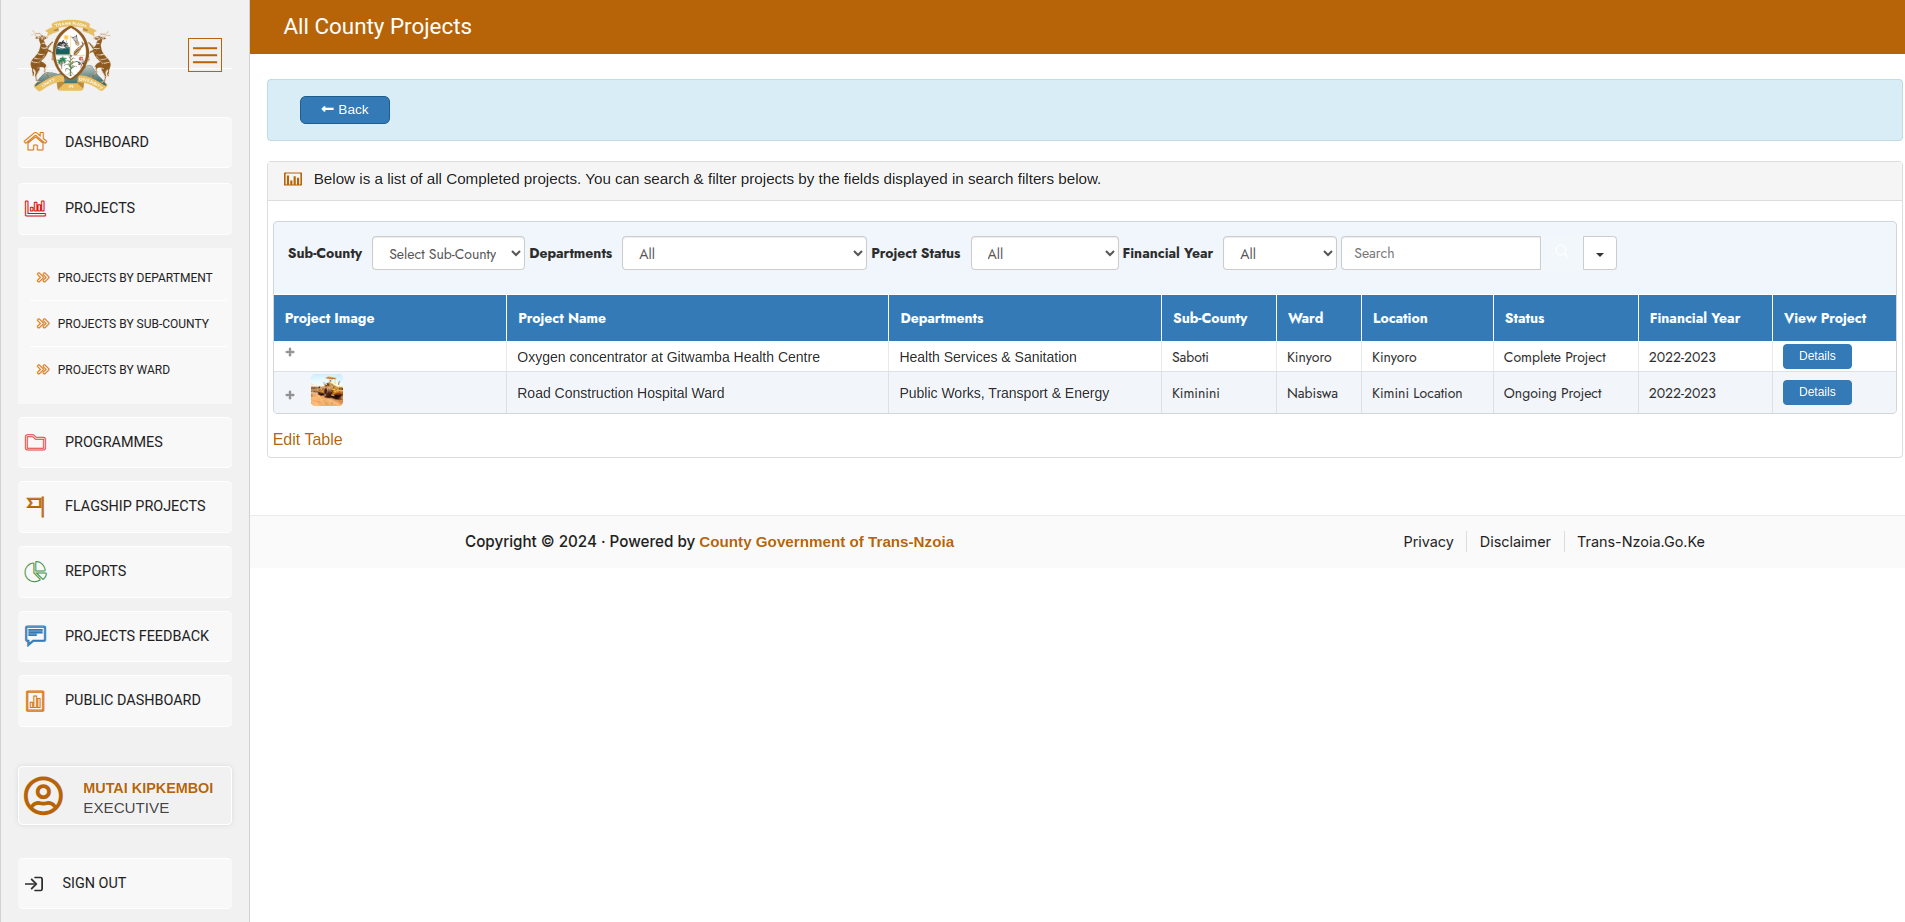 All County Projects
Back
DASHBOARD
PROJECTS
PROJECTS BY DEPARTMENT
PROJECTS BY SUB-COUNTY
PROJECTS BY WARD
PROGRAMMES
FLAGSHIP PROJECTS
REPORTS
PROJECTS FEEDBACK
PUBLIC DASHBOARD
MUTAI KIPKEMBOI
EXECUTIVE
SIGN OUT
Below is a list of all Completed projects. You can search & filter projects by the fields displayed in search filters below.
Sub-County Select Sub-County Departments All Project Status All Financial Year All Search
Project Image Project Name Departments Sub-County Ward Location Status Financial Year View Project
Oxygen concentrator at Gitwamba Health Centre Health Services & Sanitation Saboti Kinyoro Kinyoro Complete Project 2022-2023 Details
Road Construction Hospital Ward Public Works, Transport & Energy Kiminini Nabiswa Kimini Location Ongoing Project 2022-2023 Details
Edit Table
Copyright © 2024 · Powered by County Government of Trans-Nzoia
Privacy Disclaimer Trans-Nzoia.Go.Ke